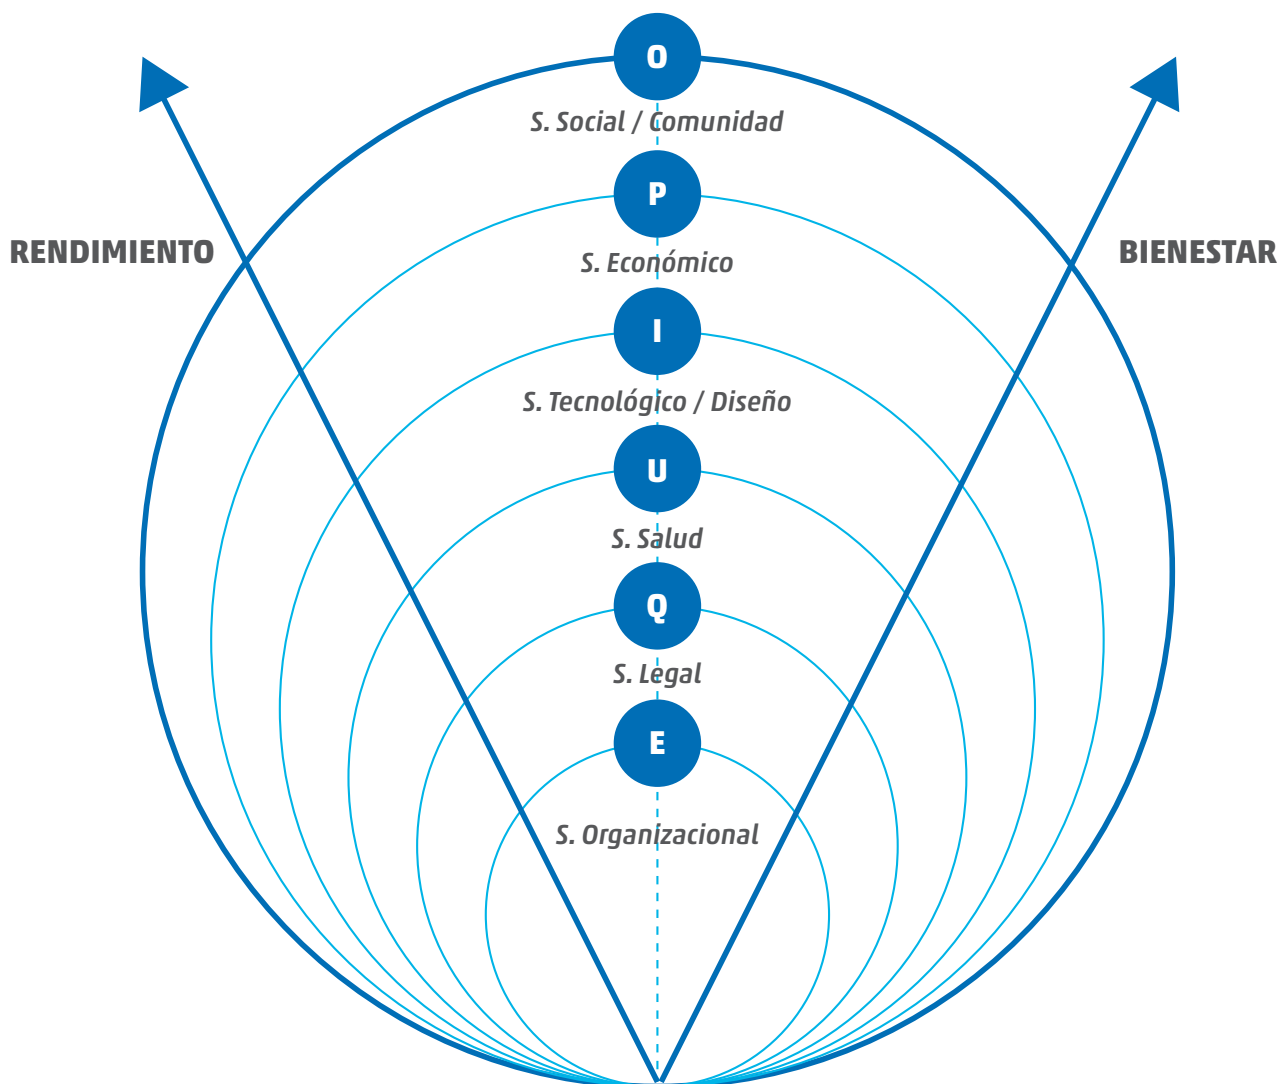 O
S. Social / Comunidad
P
RENDIMIENTO
BIENESTAR
S. Económico
I
S. Tecnológico / Diseño
U
S. Salud
Q
S. Legal
E
S. Organizacional